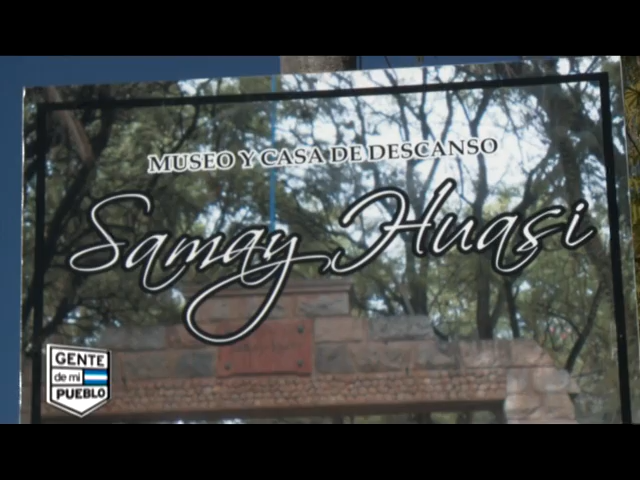 MUSEO Y CASA DE DESCANSO
Samay Huasi
GENTE
de mi
PUEBLO